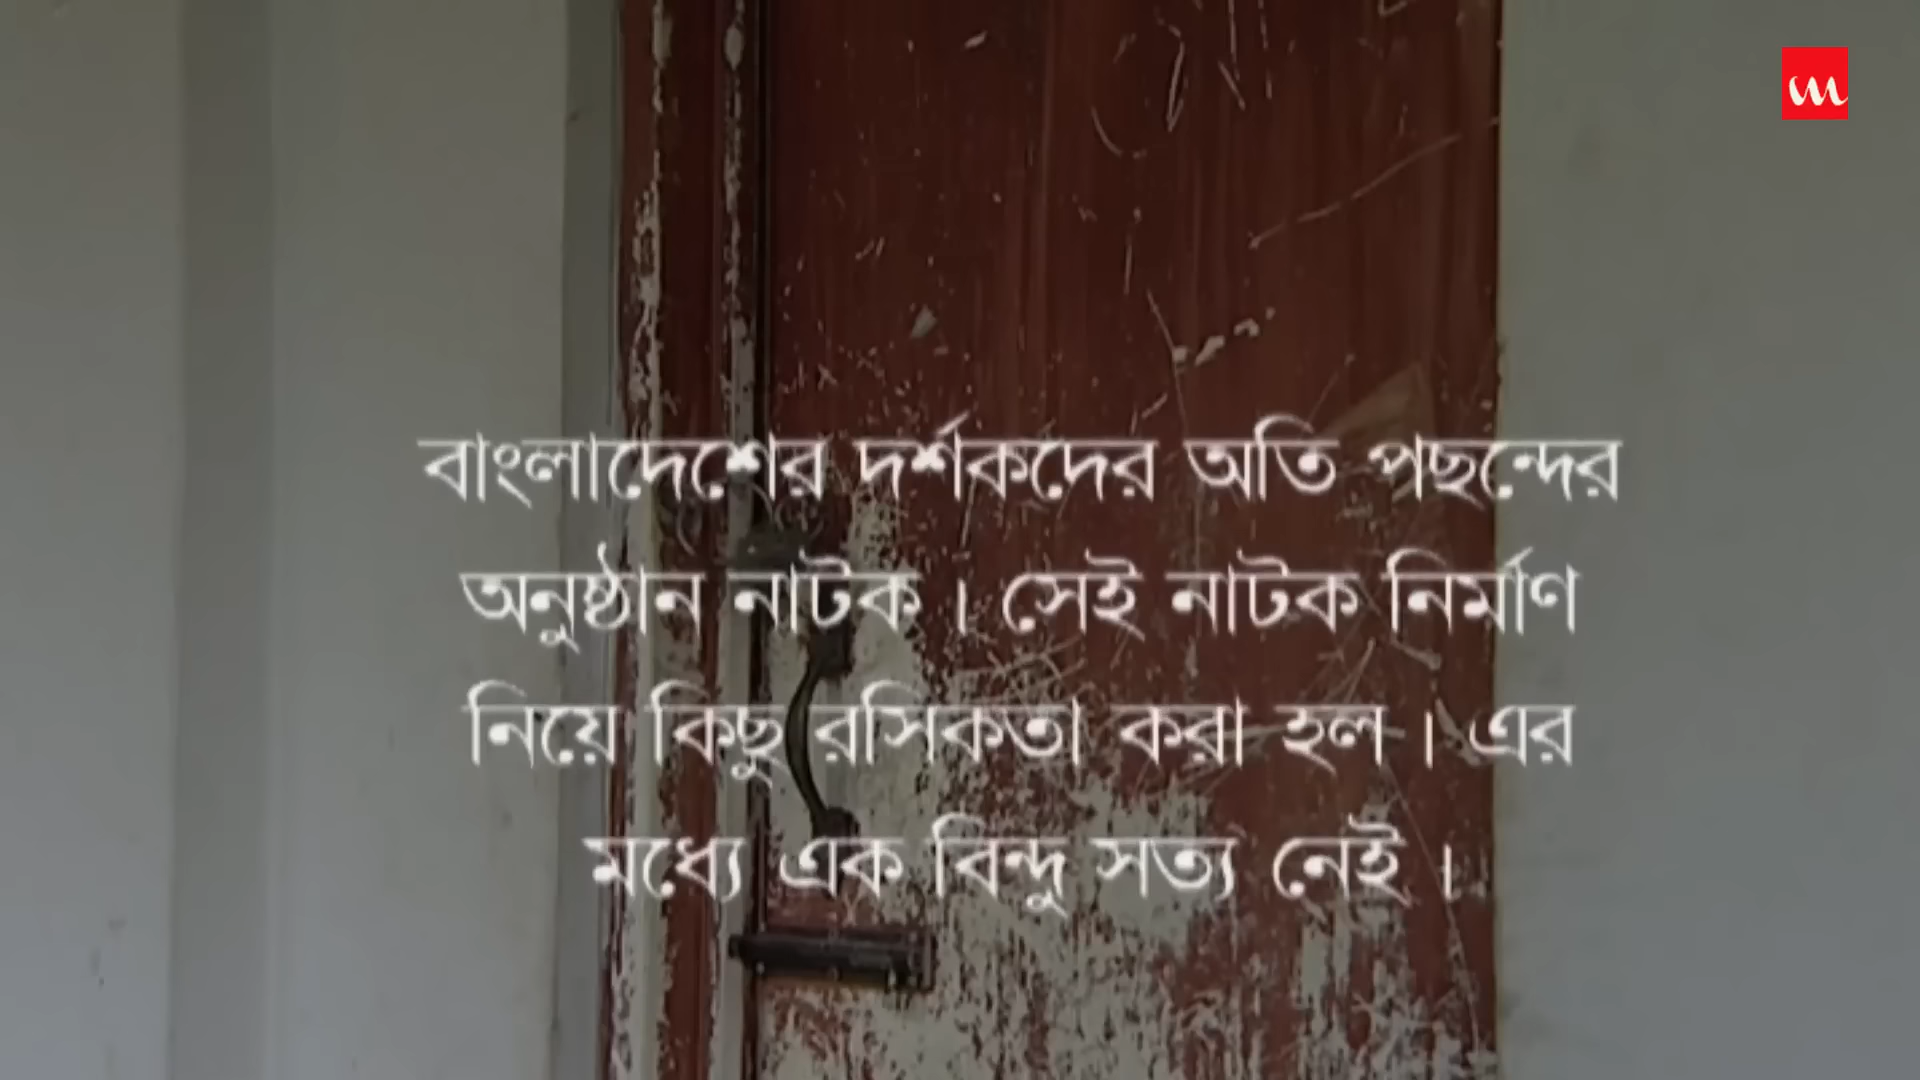 বাংলাদেশের দর্শকদের অতি পছন্দের
অনুষ্ঠান নাটক । সেই নাটক নির্মাণ
নিয়ে কিছু রসিকতা করা হল । এর
মধ্যে এক বিন্দু সত্য নেই ।